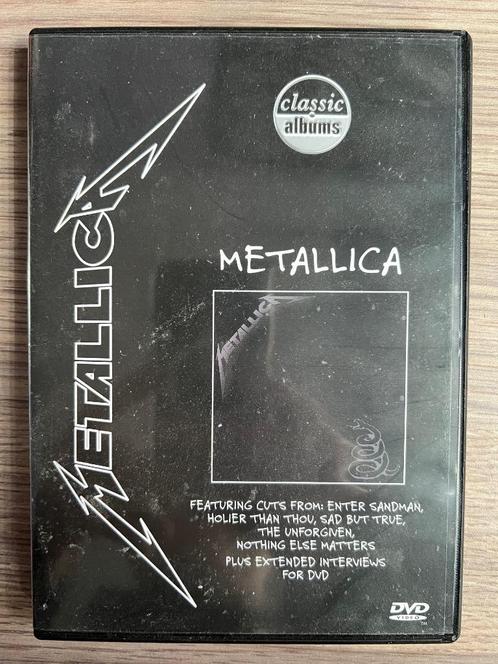 METALLICA
classic
albums
METALLICA
METALLICA
FEATURING CUTS FROM: ENTER SANDMAN,
HOLIER THAN THOU, SAD BUT TRUE,
THE UNFORGIVEN,
NOTHING ELSE MATTERS
PLUS EXTENDED INTERVIEWS
FOR DVD
DVD
VIDEO
TM